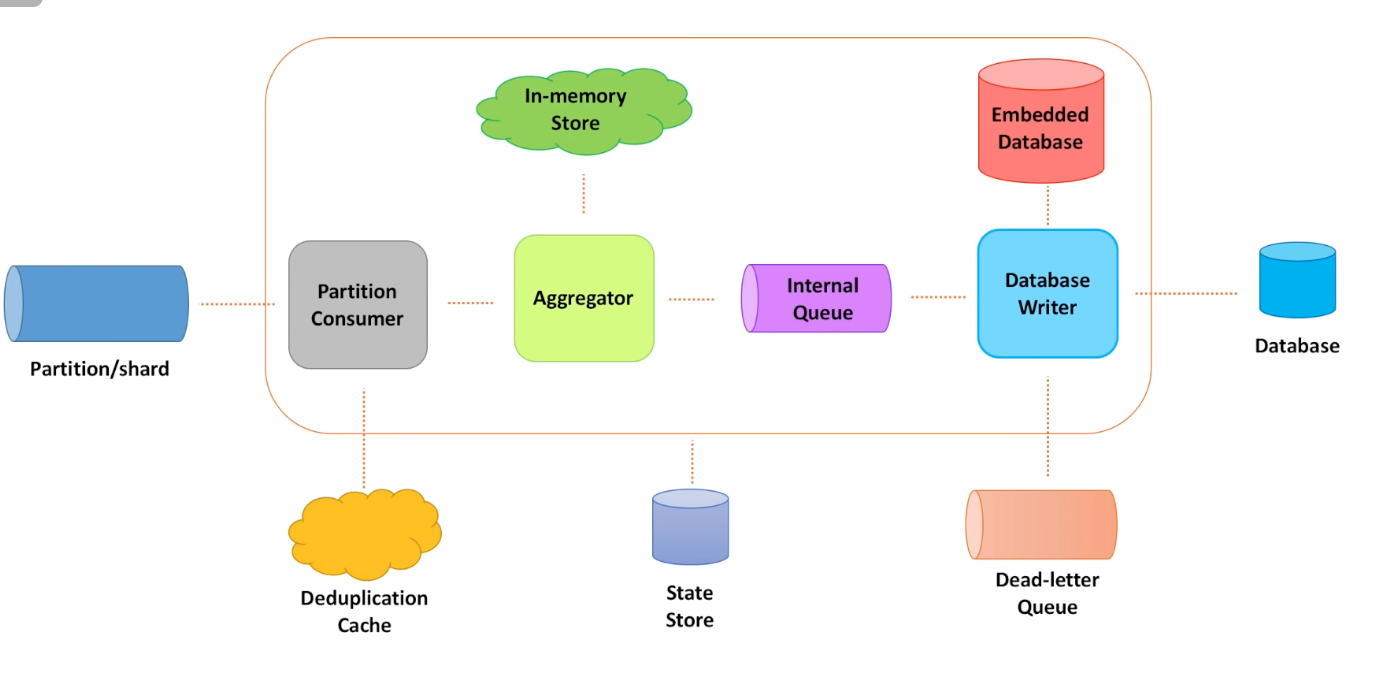 In-memory
Store
Embedded
Database
Partition
Consumer
Aggregator
Internal
Queue
Database
Writer
Partition/shard
Database
Deduplication
Cache
State
Store
Dead-letter
Queue